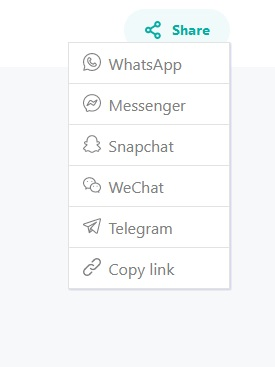 Share
WhatsApp
Messenger
Snapchat
WeChat
Telegram
Copy link